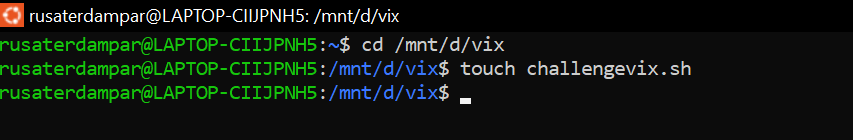 rusaterdampar@LAPTOP-CIIJPNH5: /mnt/d/vix
rusaterdampar@LAPTOP-CIIJPNH5:~$ cd /mnt/d/vix
rusaterdampar@LAPTOP-CIIJPNH5:/mnt/d/vix$ touch challengevix.sh
rusaterdampar@LAPTOP-CIIJPNH5:/mnt/d/vix$ _